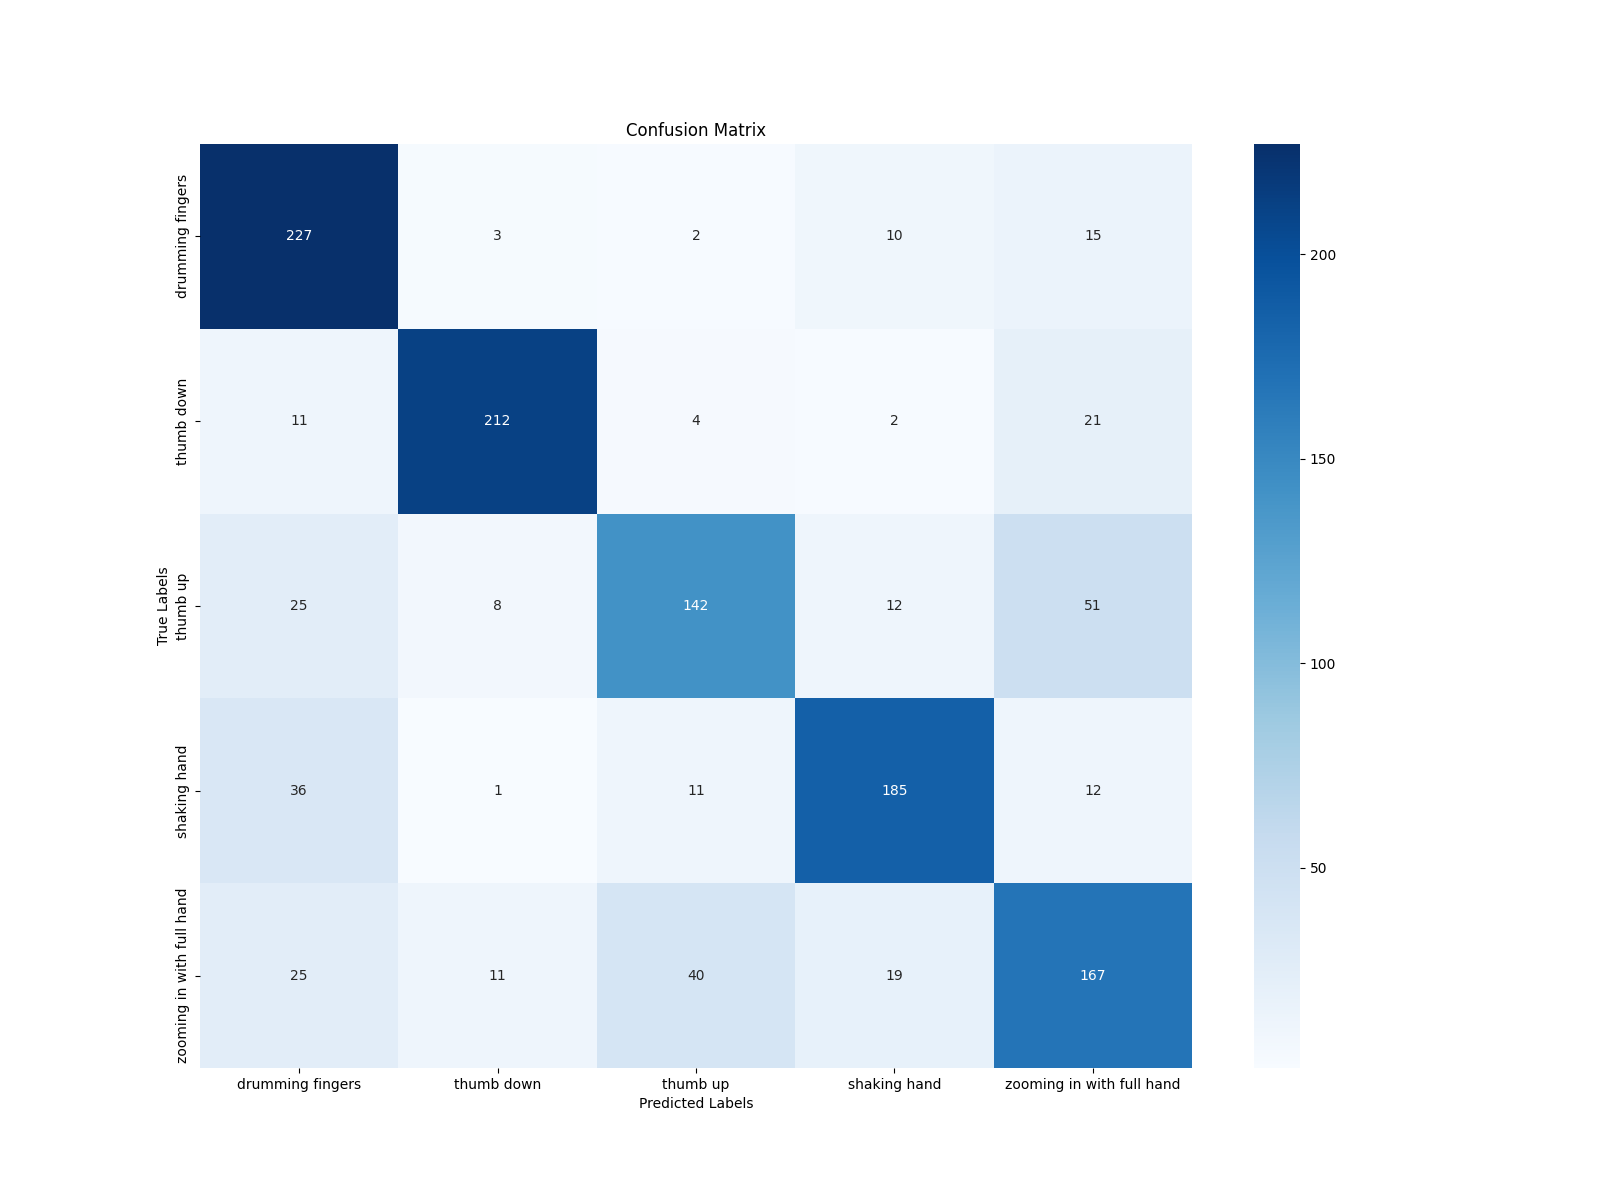 Confusion Matrix
True Labels
drumming fingers
227 3 2 10 15
thumb down
11 212 4 2 21
thumb up
25 8 142 12 51
shaking hand
36 1 11 185 12
zooming in with full hand
25 11 40 19 167
drumming fingers thumb down thumb up shaking hand zooming in with full hand
Predicted Labels
200
150
100
50